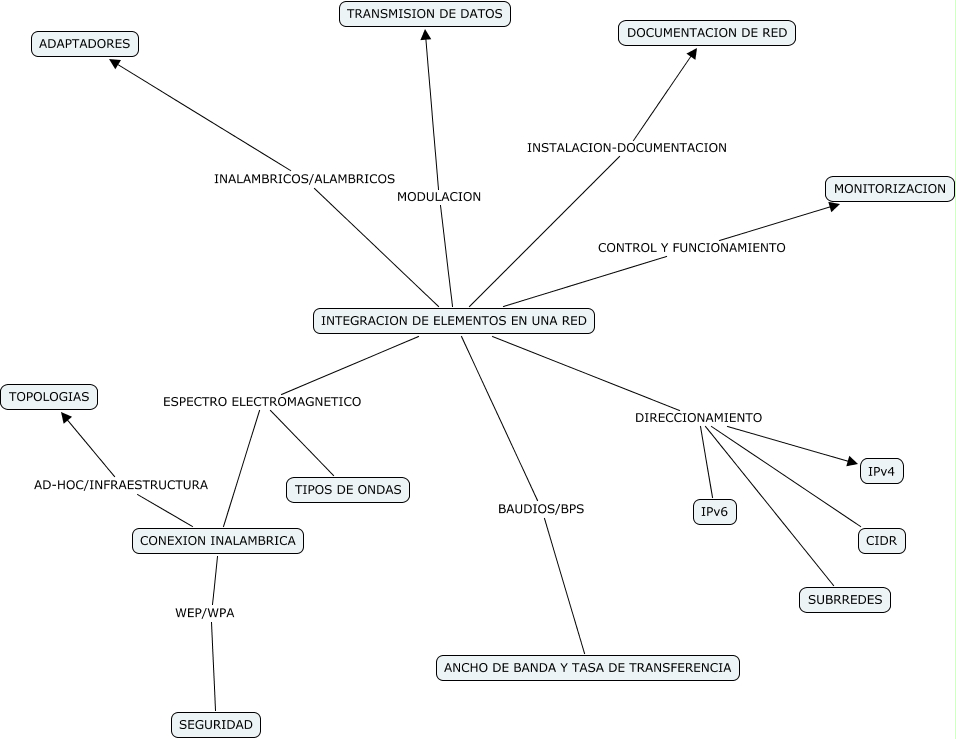 TRANSMISION DE DATOS
DOCUMENTACION DE RED
ADAPTADORES
INSTALACION-DOCUMENTACION
INALAMBRICOS/ALAMBRICOS
MODULACION
MONITORIZACION
CONTROL Y FUNCIONAMIENTO
INTEGRACION DE ELEMENTOS EN UNA RED
TOPOLOGIAS
ESPECTRO ELECTROMAGNETICO
DIRECCIONAMIENTO
IPv4
AD-HOC/INFRAESTRUCTURA
TIPOS DE ONDAS
BAUDIOS/BPS
IPv6
CONEXION INALAMBRICA
CIDR
SUBRREDES
WEP/WPA
ANCHO DE BANDA Y TASA DE TRANSFERENCIA
SEGURIDAD